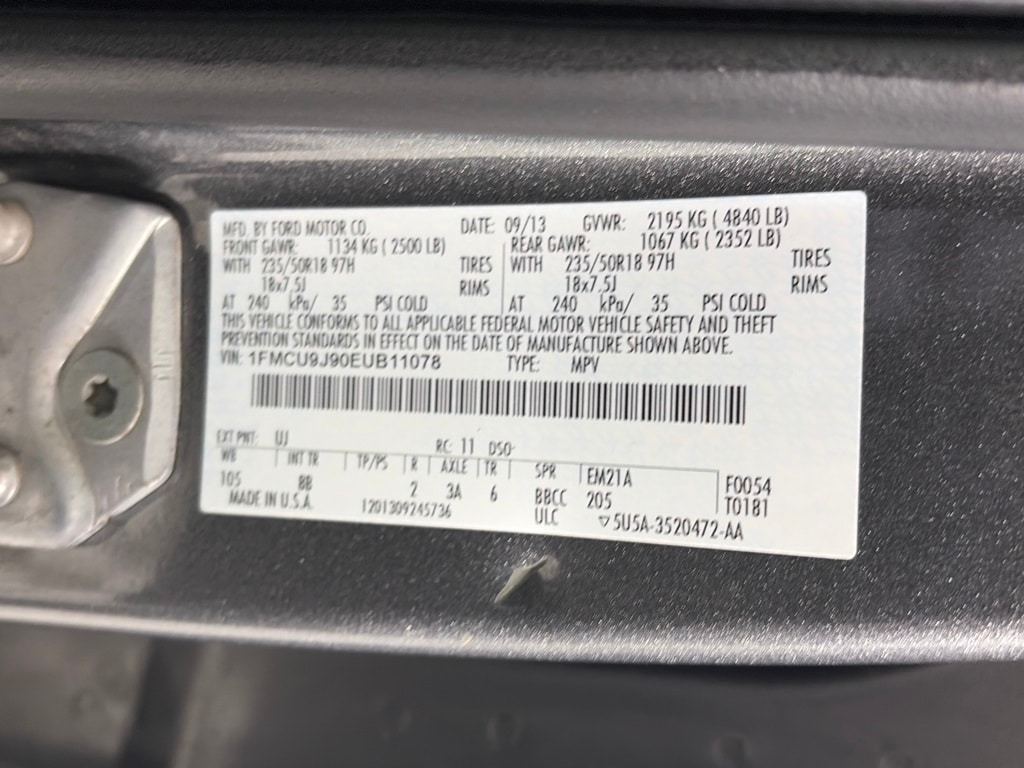 MFD. BY FORD MOTOR CO. DATE: 09/13 GVWR: 2195 KG ( 4840 LB)
FRONT GAWR: 1134 KG ( 2500 LB) REAR GAWR: 1067 KG ( 2352 LB)
WITH 235/50R18 97H TIRES WITH 235/50R18 97H TIRES
18x7.5J RIMS 18x7.5J RIMS
AT 240 kPa/ 35 PSI COLD AT 240 kPa/ 35 PSI COLD
THIS VEHICLE CONFORMS TO ALL APPLICABLE FEDERAL MOTOR VEHICLE SAFETY AND THEFT
PREVENTION STANDARDS IN EFFECT ON THE DATE OF MANUFACTURE SHOWN ABOVE.
VIN: 1FMCU9J90EUB11078 TYPE: MPV
EXT PNT: UJ RC: 11 DSO:
WB INT TR TP/PS R AXLE TR SPR EM21A F0054
105 BB 2 3A 6 BBCC 205 T0181
MADE IN U.S.A. 1201309245736 ULC ▽5U5A-3520472-AA